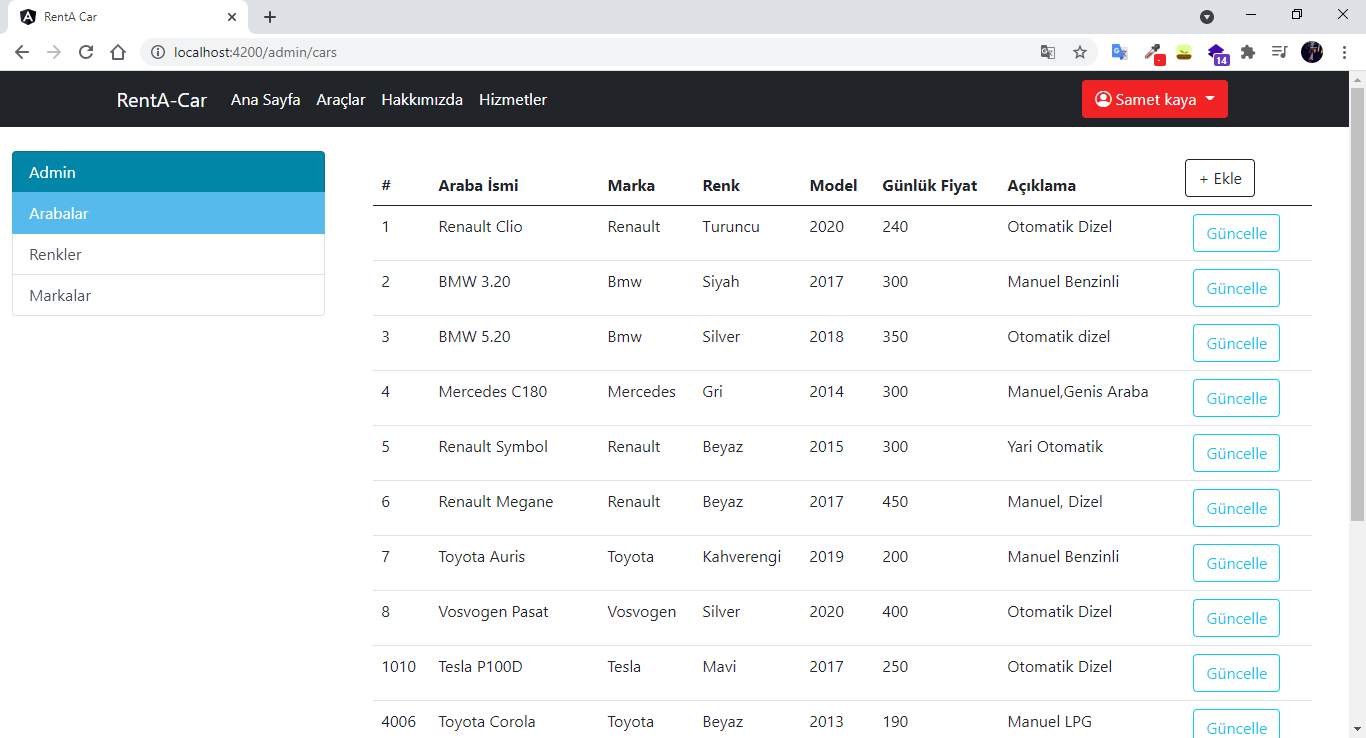 RentA Car
localhost:4200/admin/cars
14
RentA-Car Ana Sayfa Araçlar Hakkımızda Hizmetler Samet kaya
Admin
Arabalar
Renkler
Markalar
# Araba İsmi Marka Renk Model Günlük Fiyat Açıklama + Ekle
1 Renault Clio Renault Turuncu 2020 240 Otomatik Dizel Güncelle
2 BMW 3.20 Bmw Siyah 2017 300 Manuel Benzinli Güncelle
3 BMW 5.20 Bmw Silver 2018 350 Otomatik dizel Güncelle
4 Mercedes C180 Mercedes Gri 2014 300 Manuel,Genis Araba Güncelle
5 Renault Symbol Renault Beyaz 2015 300 Yari Otomatik Güncelle
6 Renault Megane Renault Beyaz 2017 450 Manuel, Dizel Güncelle
7 Toyota Auris Toyota Kahverengi 2019 200 Manuel Benzinli Güncelle
8 Vosvogen Pasat Vosvogen Silver 2020 400 Otomatik Dizel Güncelle
1010 Tesla P100D Tesla Mavi 2017 250 Otomatik Dizel Güncelle
4006 Toyota Corola Toyota Beyaz 2013 190 Manuel LPG Güncelle